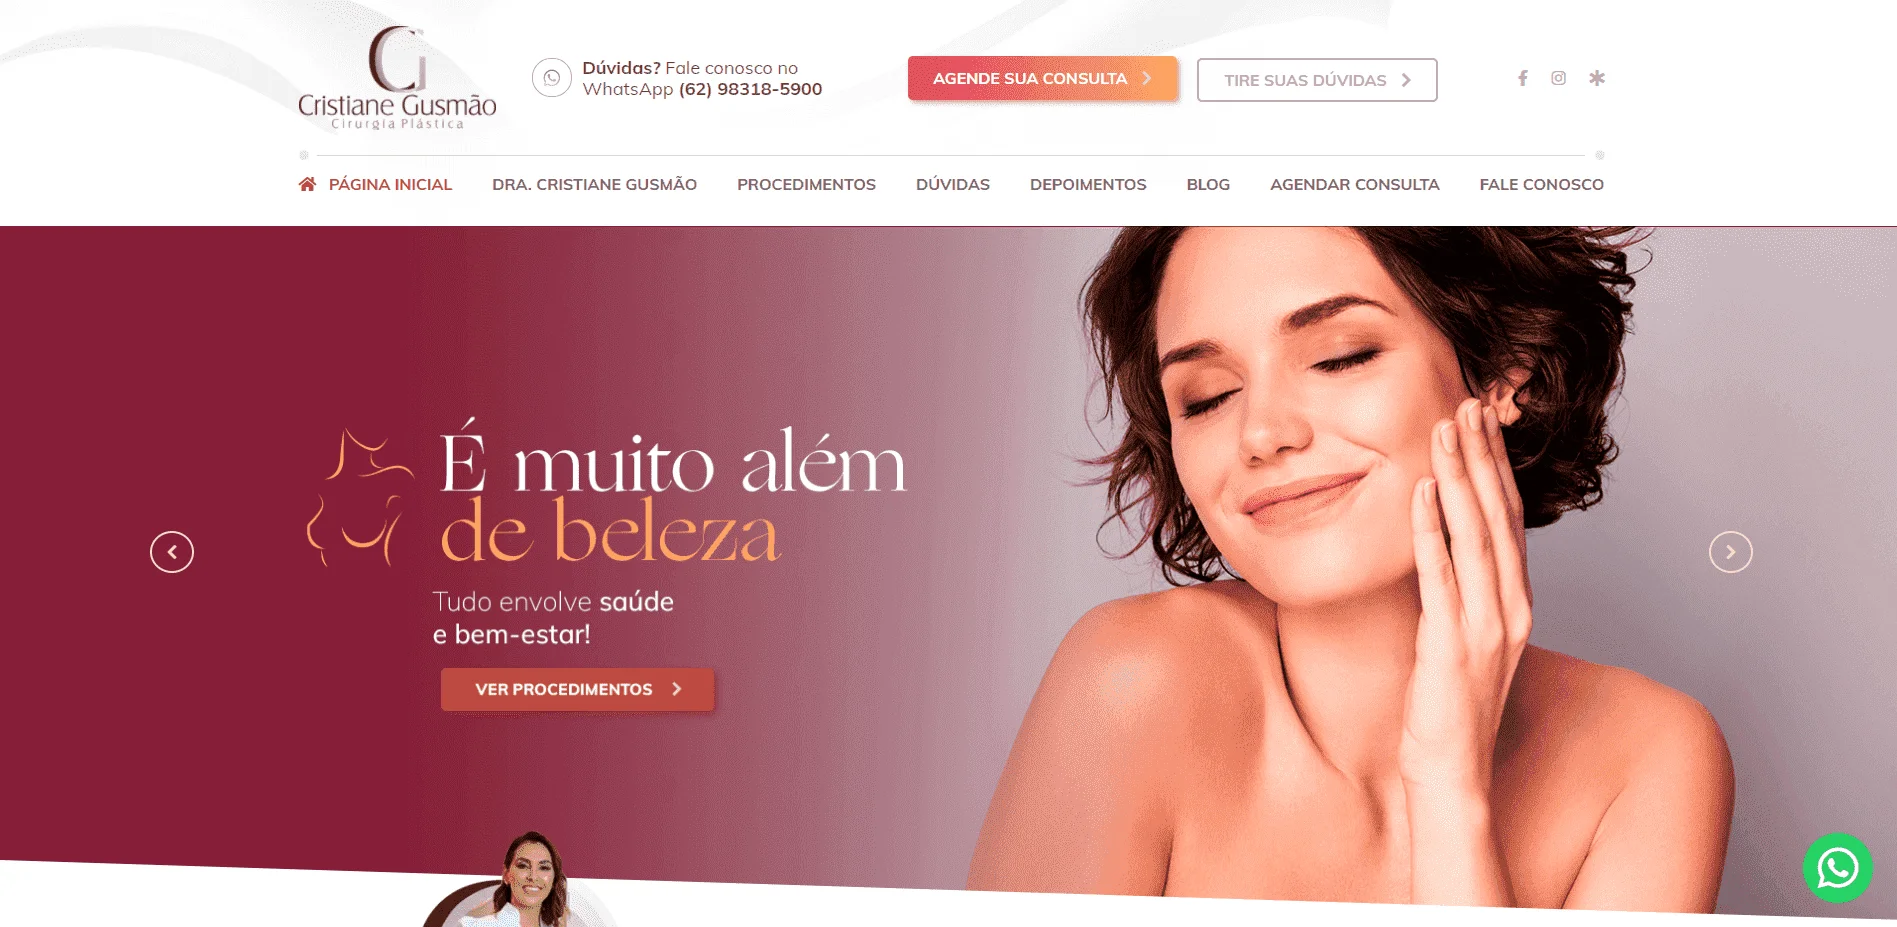 Cristiane Gusmão
Cirurgia Plástica
Dúvidas? Fale conosco no
WhatsApp (62) 98318-5900
AGENDE SUA CONSULTA
TIRE SUAS DÚVIDAS
PÁGINA INICIAL
DRA. CRISTIANE GUSMÃO
PROCEDIMENTOS
DÚVIDAS
DEPOIMENTOS
BLOG
AGENDAR CONSULTA
FALE CONOSCO
É muito além
de beleza
Tudo envolve saúde
e bem-estar!
VER PROCEDIMENTOS